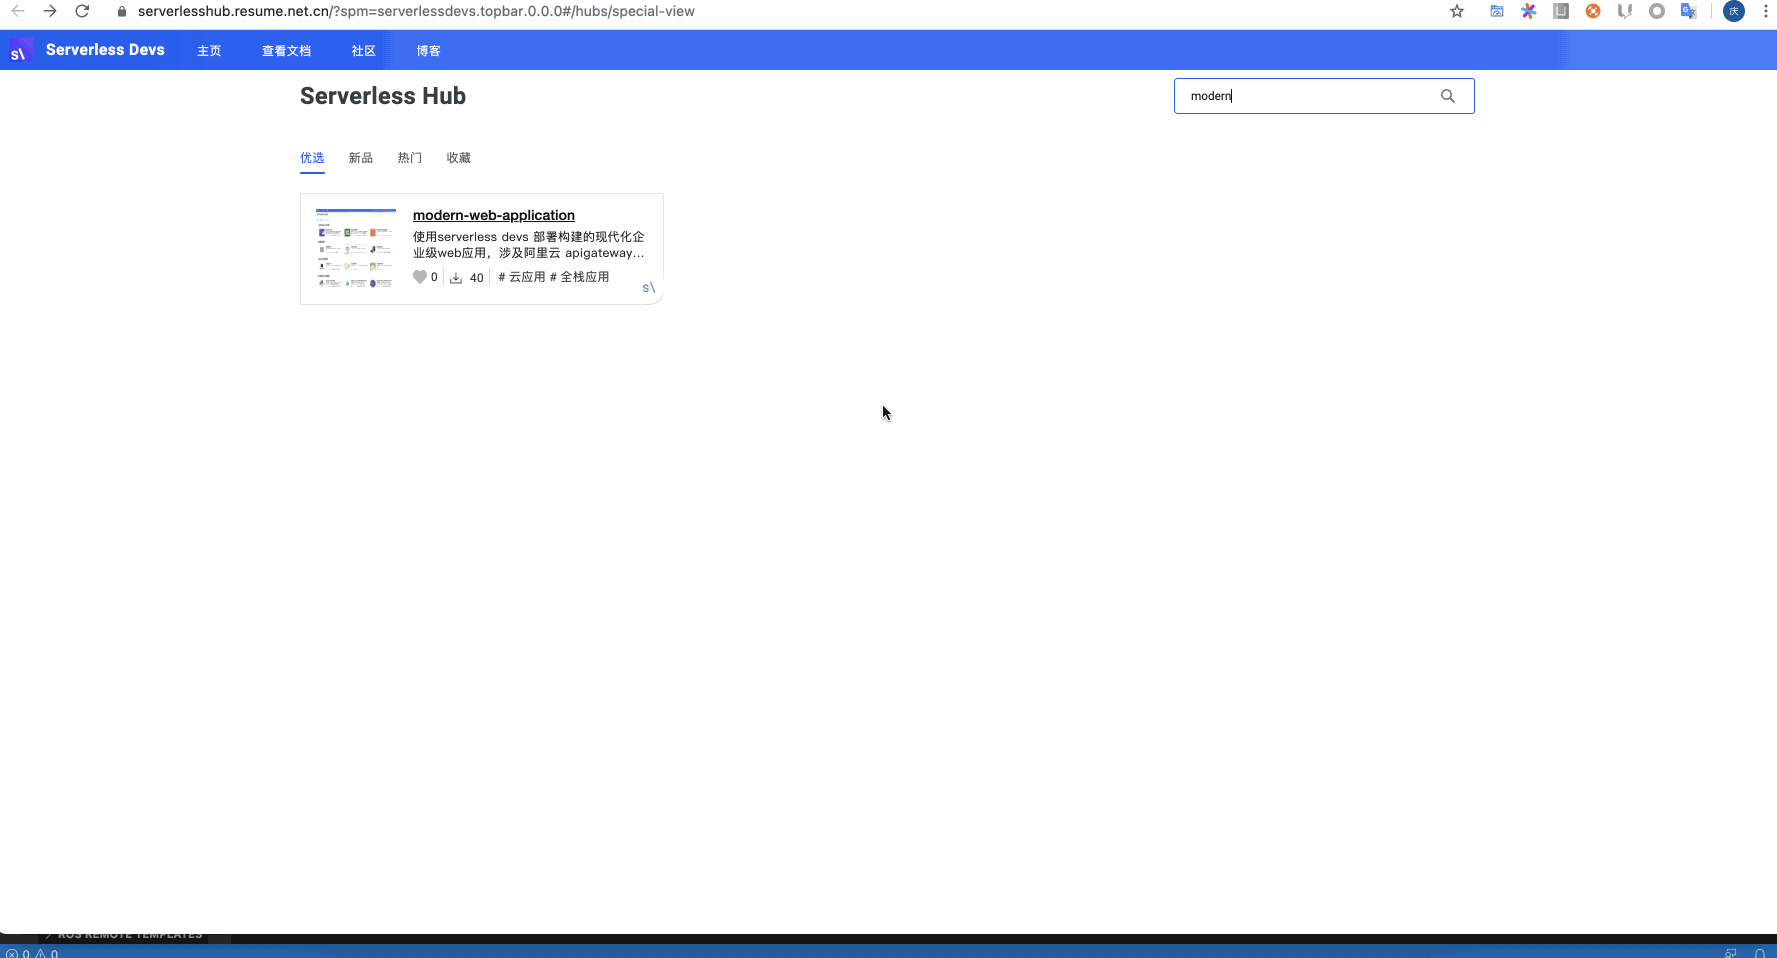 serverlesshub.resume.net.cn/?spm=serverlessdevs.topbar.0.0.0#/hubs/special-view
庆
s\ Serverless Devs 主页 查看文档 社区 博客
Serverless Hub
modern
优选 新品 热门 收藏
modern-web-application
使用serverless devs 部署构建的现代化企
业级web应用，涉及阿里云 apigateway...
0 40 # 云应用 # 全栈应用
s\
ROS REMOTE TEMPLATES
0 0